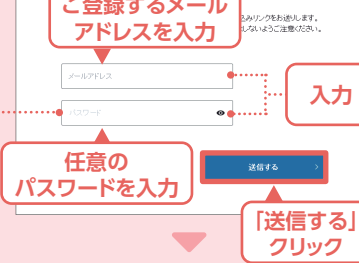 ご登録するメール
アドレスを入力
込みリンクをお送りします。
しないようご注意ください。
メールアドレス
パスワード
入力
任意の
パスワードを入力
送信する
「送信する」
クリック